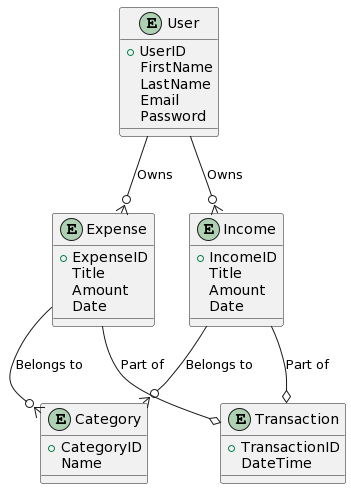 E User
UserID
FirstName
LastName
Email
Password
Owns
Owns
E Expense
ExpenseID
Title
Amount
Date
E Income
IncomeID
Title
Amount
Date
Belongs to
Part of
Belongs to
Part of
E Category
CategoryID
Name
E Transaction
TransactionID
DateTime